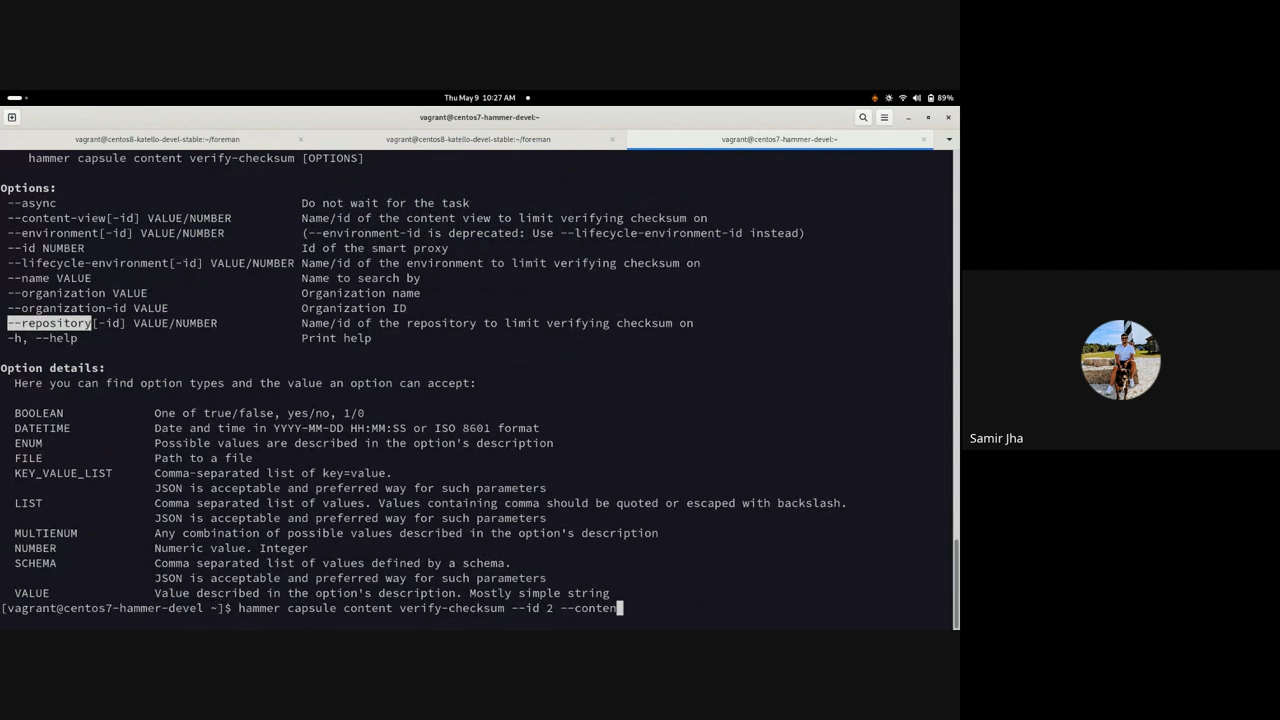 Thu May 9 10:27 AM
89%
vagrant@centos7-hammer-devel:~
vagrant@centos8-katello-devel-stable:~/foreman
vagrant@centos8-katello-devel-stable:~/foreman
vagrant@centos7-hammer-devel:~
hammer capsule content verify-checksum [OPTIONS]
Options:
--async Do not wait for the task
--content-view[-id] VALUE/NUMBER Name/id of the content view to limit verifying checksum on
--environment[-id] VALUE/NUMBER (--environment-id is deprecated: Use --lifecycle-environment-id instead)
--id NUMBER Id of the smart proxy
--lifecycle-environment[-id] VALUE/NUMBER Name/id of the environment to limit verifying checksum on
--name VALUE Name to search by
--organization VALUE Organization name
--organization-id VALUE Organization ID
--repository[-id] VALUE/NUMBER Name/id of the repository to limit verifying checksum on
-h, --help Print help
Option details:
Here you can find option types and the value an option can accept:
BOOLEAN One of true/false, yes/no, 1/0
DATETIME Date and time in YYYY-MM-DD HH:MM:SS or ISO 8601 format
ENUM Possible values are described in the option's description
FILE Path to a file
KEY_VALUE_LIST Comma-separated list of key=value.
JSON is acceptable and preferred way for such parameters
LIST Comma separated list of values. Values containing comma should be quoted or escaped with backslash.
JSON is acceptable and preferred way for such parameters
MULTIENUM Any combination of possible values described in the option's description
NUMBER Numeric value. Integer
SCHEMA Comma separated list of values defined by a schema.
JSON is acceptable and preferred way for such parameters
VALUE Value described in the option's description. Mostly simple string
[vagrant@centos7-hammer-devel ~]$ hammer capsule content verify-checksum --id 2 --conten
Samir Jha